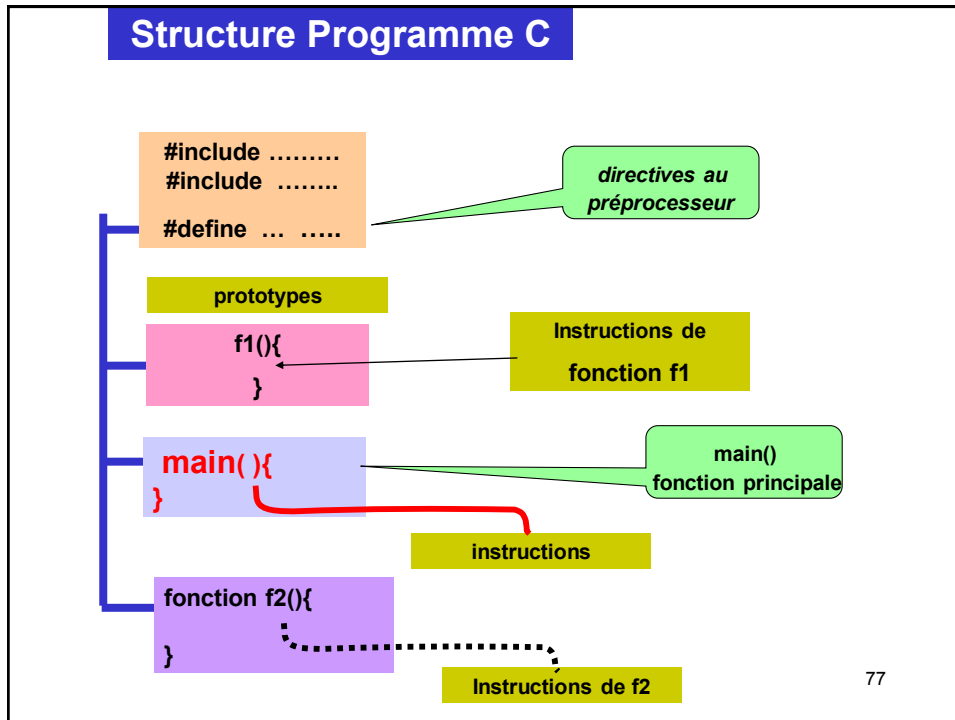 Structure Programme C
#include ………
#include ……..
#define … …..
directives au
préprocesseur
prototypes
f1(){
}
Instructions de
fonction f1
main( ){
}
main()
fonction principale
instructions
fonction f2(){
}
Instructions de f2
77